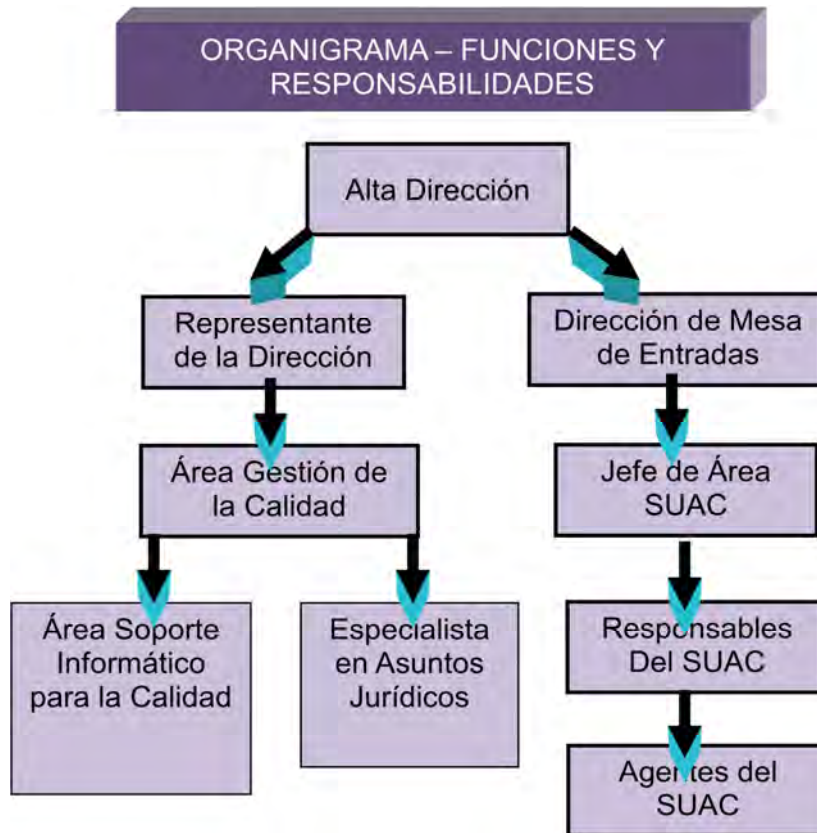 ORGANIGRAMA – FUNCIONES Y
RESPONSABILIDADES
Alta Dirección
Representante
de la Dirección
Dirección de Mesa
de Entradas
Área Gestión de
la Calidad
Jefe de Área
SUAC
Área Soporte
Informático
para la Calidad
Especialista
en Asuntos
Jurídicos
Responsables
Del SUAC
Agentes del
SUAC